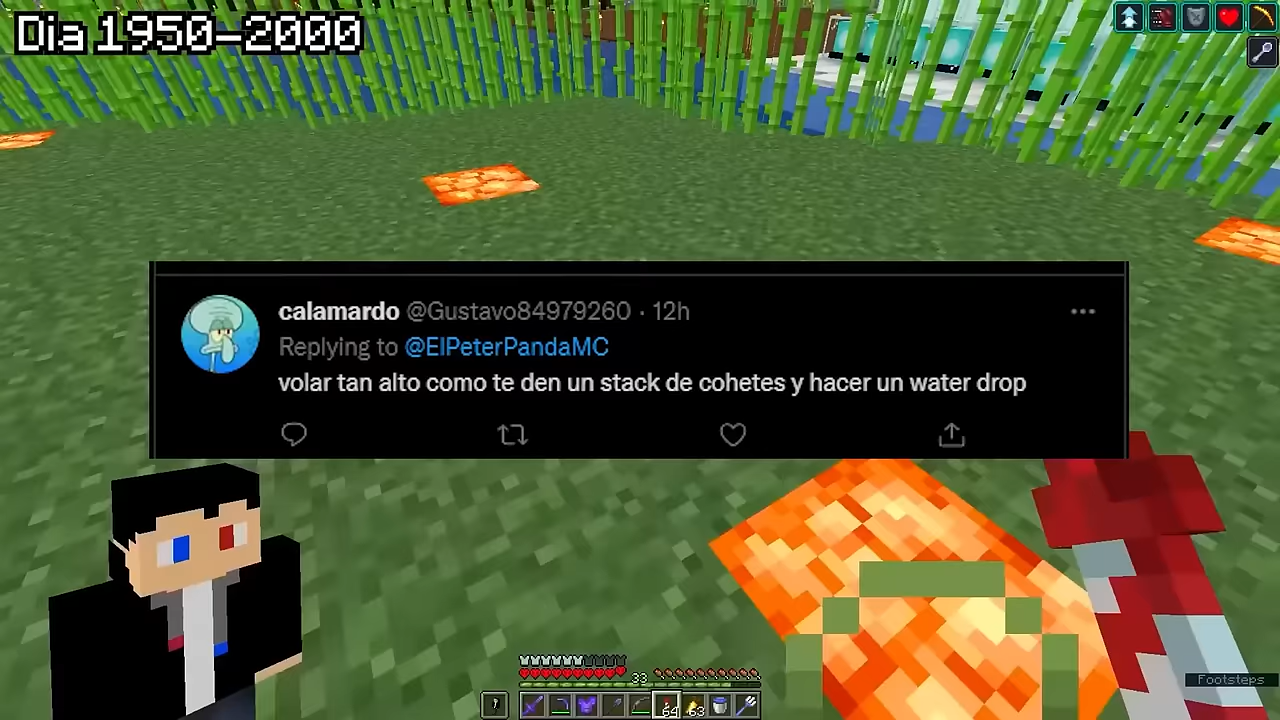 Dia 1950-2000
calamardo @Gustavo84979260 · 12h
Replying to @ElPeterPandaMC
volar tan alto como te den un stack de cohetes y hacer un water drop
33
64 63
Footsteps